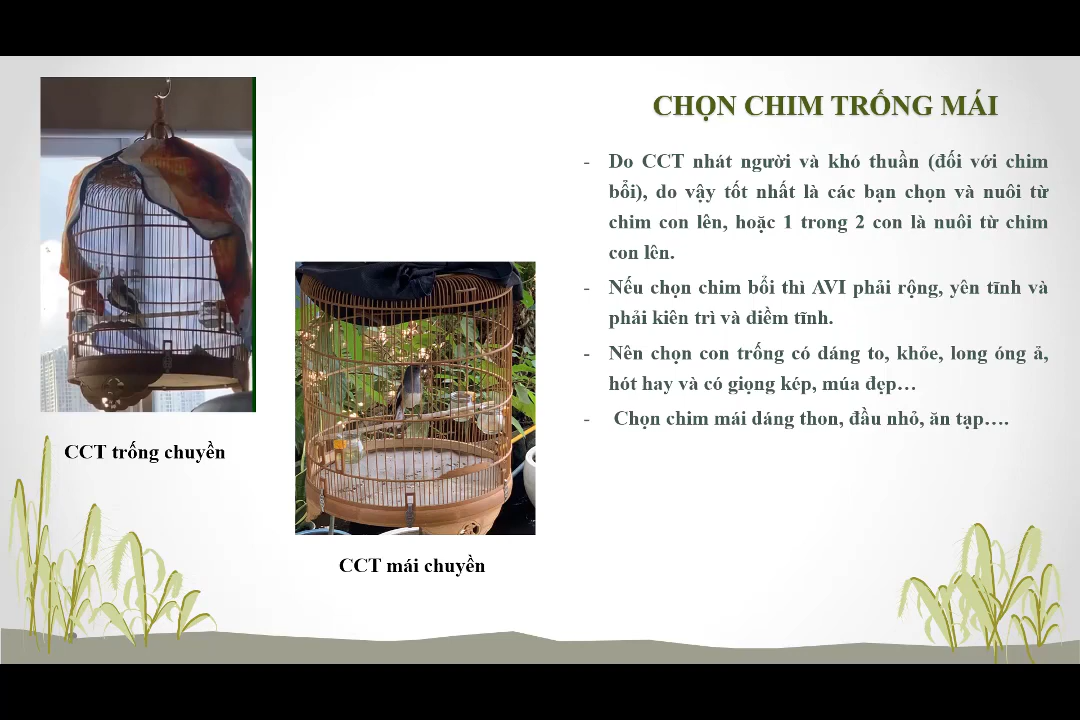 CHỌN CHIM TRỐNG MÁI
- Do CCT nhát người và khó thuần (đối với chim
bổi), do vậy tốt nhất là các bạn chọn và nuôi từ
chim con lên, hoặc 1 trong 2 con là nuôi từ chim
con lên.
- Nếu chọn chim bổi thì AVI phải rộng, yên tĩnh và
phải kiên trì và diềm tĩnh.
- Nên chọn con trống có dáng to, khỏe, long óng ả,
hót hay và có giọng kép, múa đẹp…
- Chọn chim mái dáng thon, đầu nhỏ, ăn tạp….
CCT trống chuyền
CCT mái chuyền